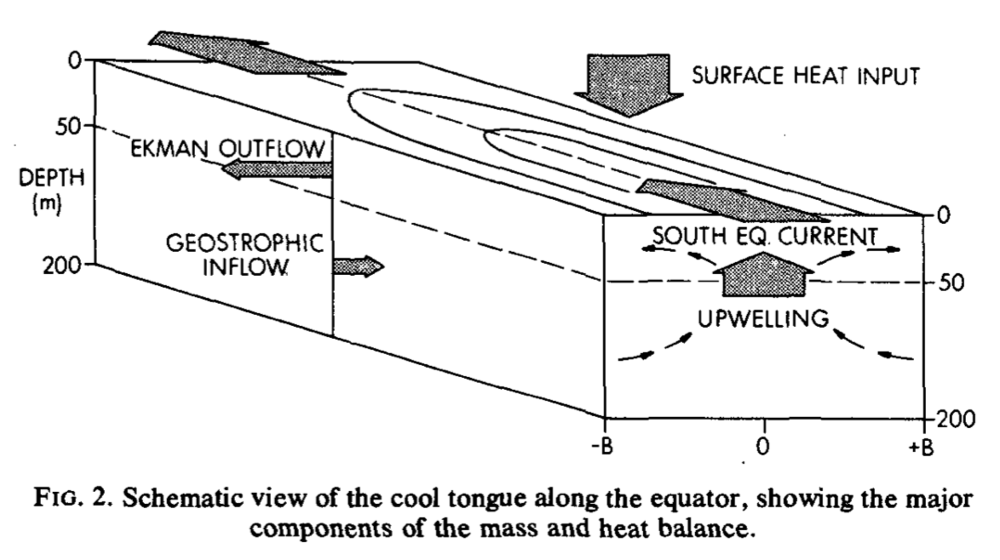 0
SURFACE HEAT INPUT
50
EKMAN OUTFLOW
DEPTH
(m)
0
SOUTH EQ. CURRENT
GEOSTROPHIC
INFLOW
200
50
UPWELLING
200
-B
0
+B
FIG. 2. Schematic view of the cool tongue along the equator, showing the major
components of the mass and heat balance.